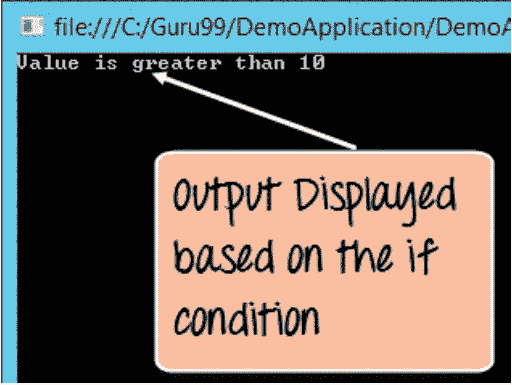 file:///C:/Guru99/DemoApplication/DemoA
Value is greater than 10
Output Displayed
based on the if
condition